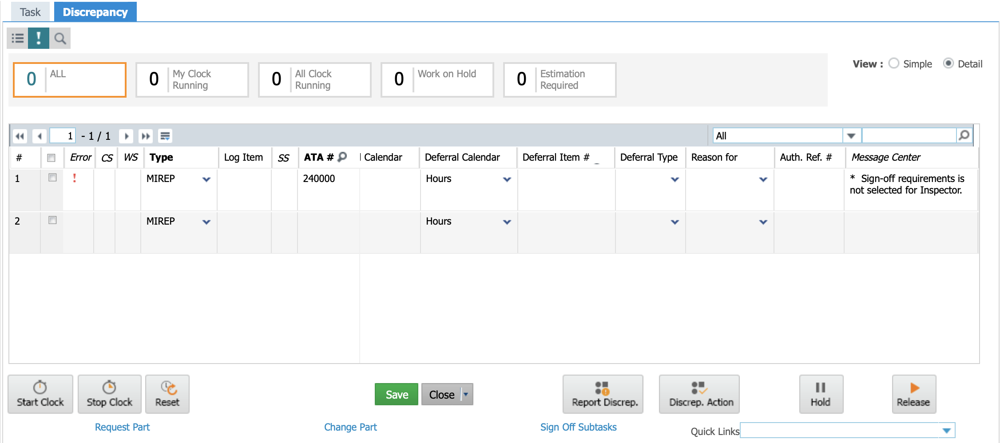 Task Discrepancy
0 ALL 0 My Clock Running 0 All Clock Running 0 Work on Hold 0 Estimation Required
View : Simple Detail
1 - 1 / 1 All
# Error CS WS Type Log Item SS ATA # Calendar Deferral Calendar Deferral Item # Deferral Type Reason for Auth. Ref. # Message Center
1 ! MIREP 240000 Hours * Sign-off requirements is
not selected for Inspector.
2 MIREP Hours
Start Clock Stop Clock Reset Save Close Report Discrep. Discrep. Action Hold Release
Request Part Change Part Sign Off Subtasks Quick Links